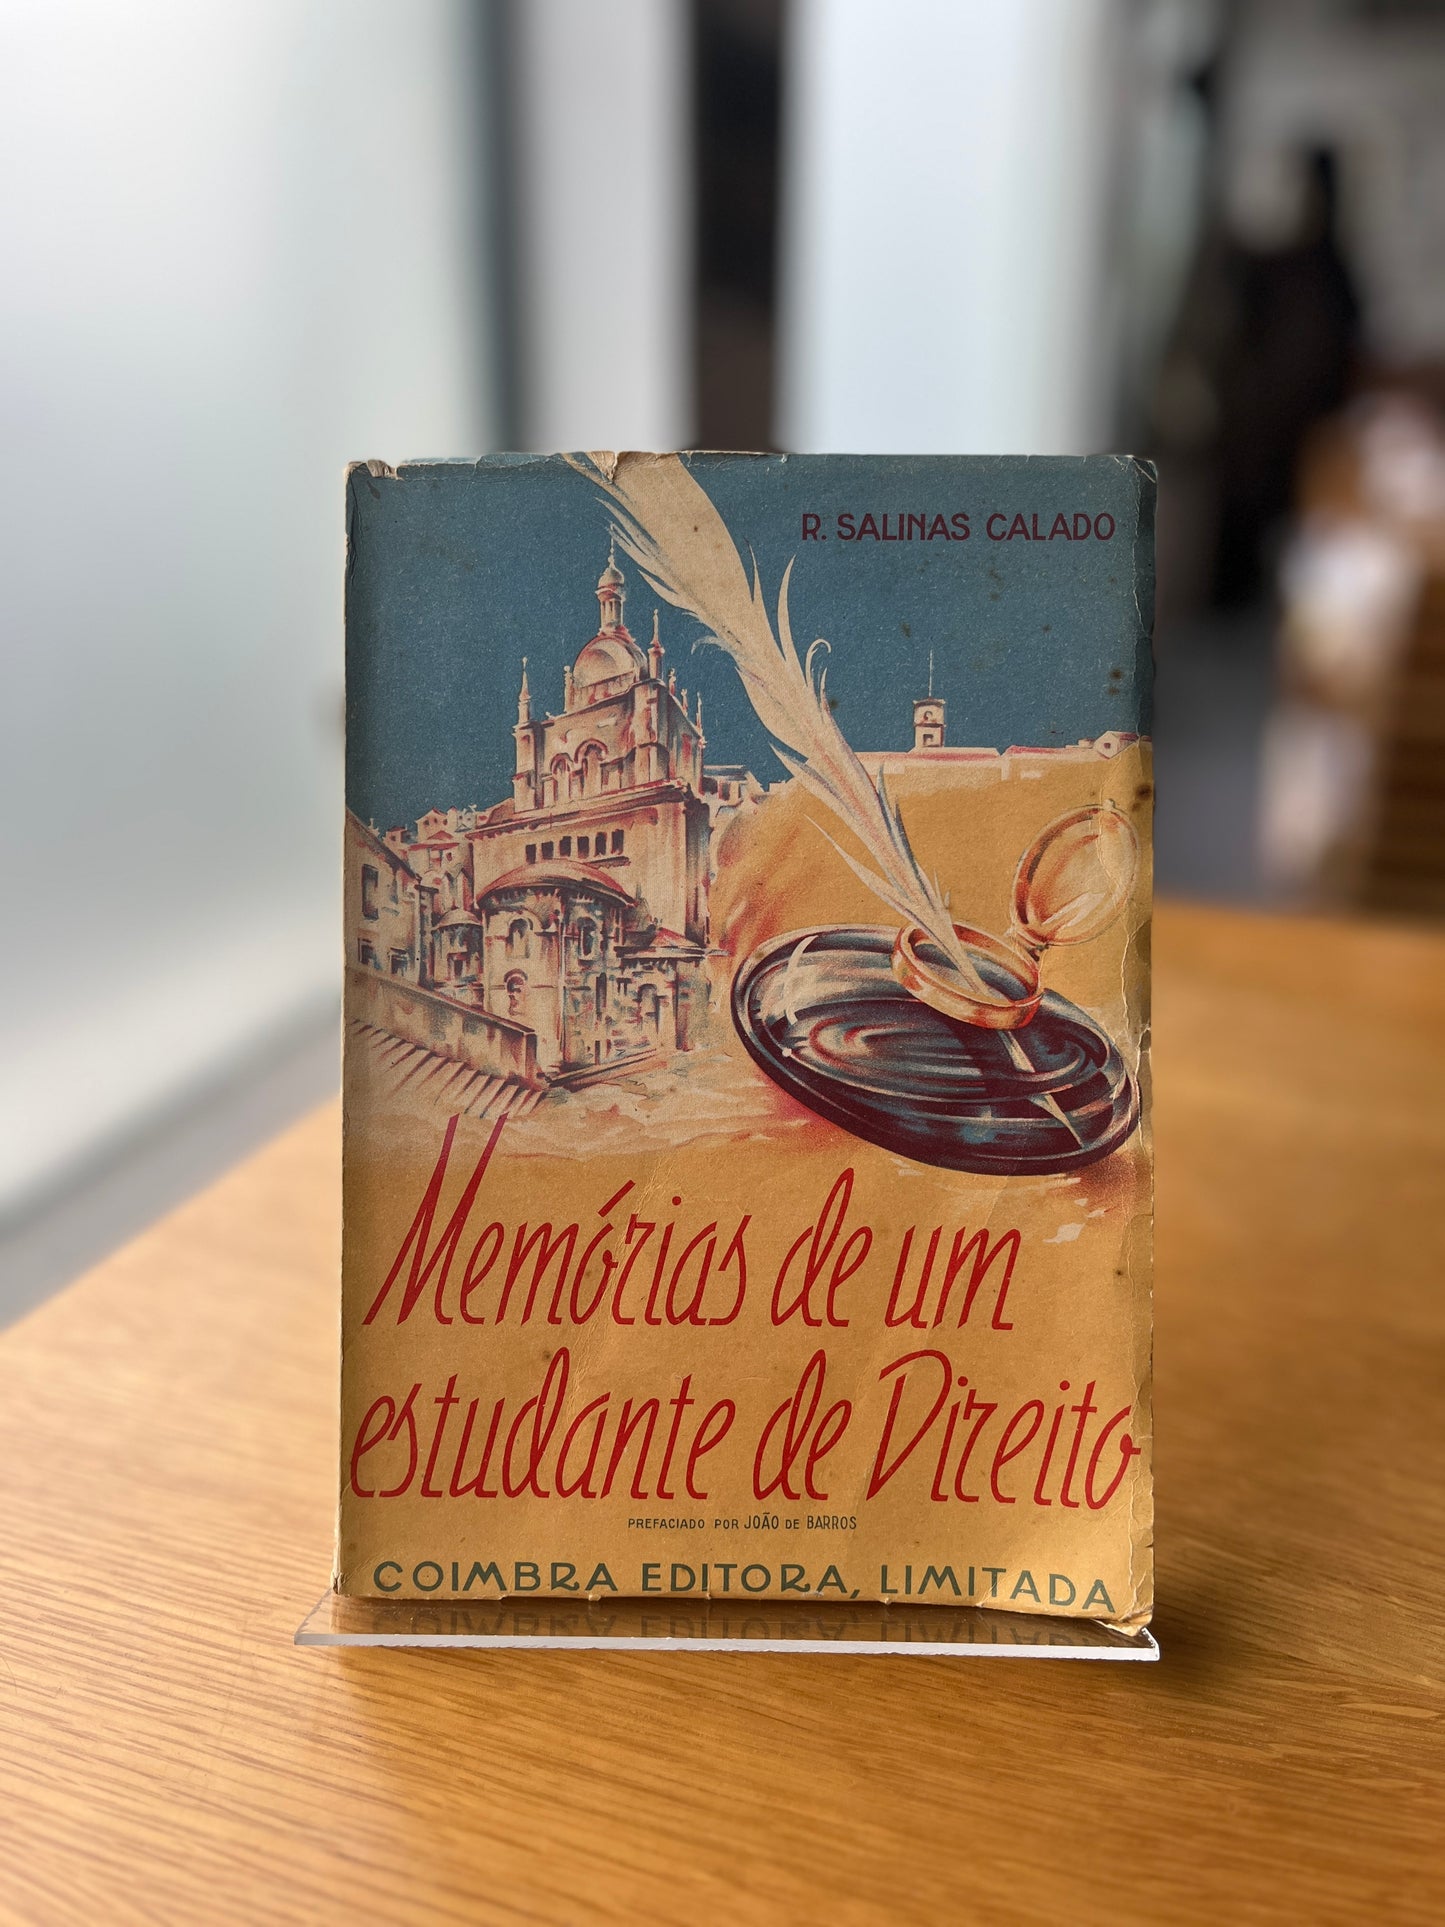 R. SALINAS CALADO
Memórias de um
estudante de Direito
PREFACIADO POR JOÃO DE BARROS
COIMBRA EDITORA, LIMITADA